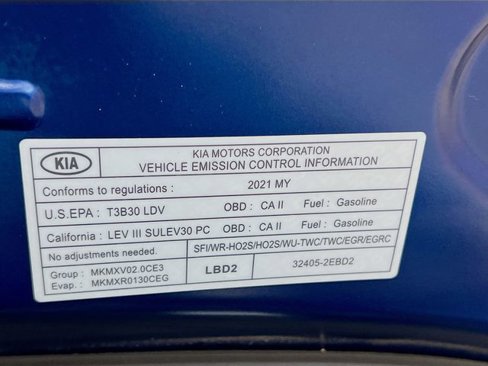 KIA
KIA MOTORS CORPORATION
VEHICLE EMISSION CONTROL INFORMATION
Conforms to regulations : 2021 MY
U.S.EPA : T3B30 LDV OBD : CA II Fuel : Gasoline
California : LEV III SULEV30 PC OBD : CA II Fuel : Gasoline
No adjustments needed. SFI/WR-HO2S/HO2S/WU-TWC/TWC/EGR/EGRC
Group : MKMXV02.0CE3
Evap. : MKMXR0130CEG
LBD2 32405-2EBD2